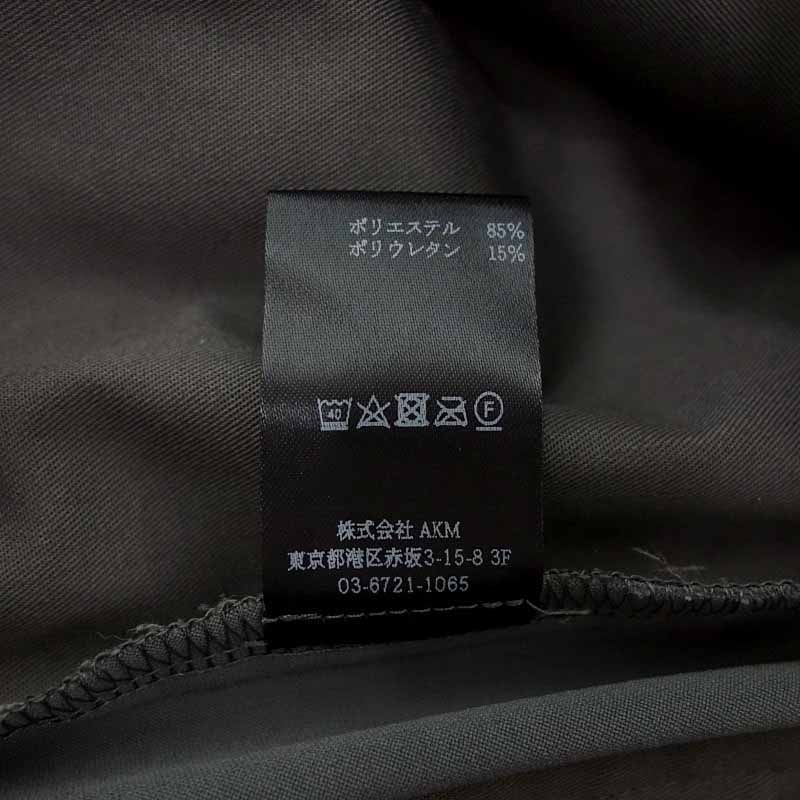 ポリエステル 85%
ポリウレタン 15%
40 F
株式会社 AKM
東京都港区赤坂3-15-8 3F
03-6721-1065